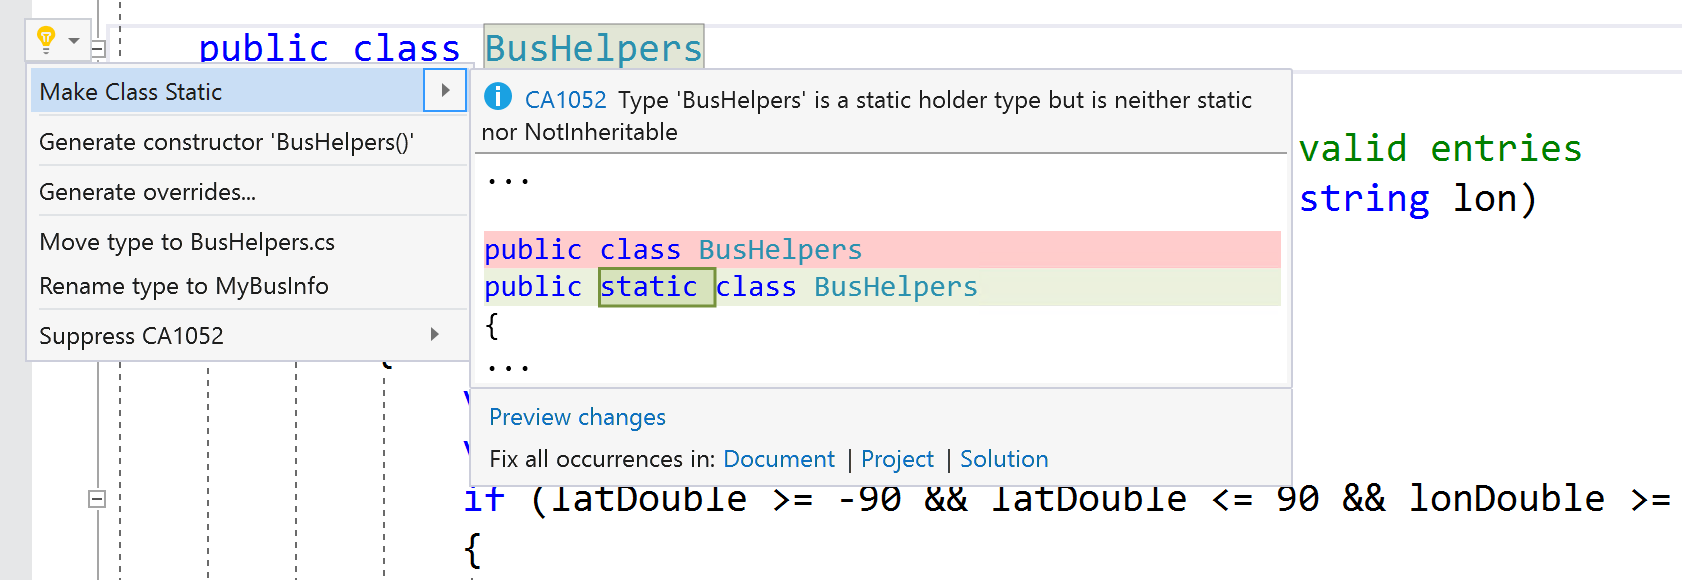 public class BusHelpers
Make Class Static
Generate constructor 'BusHelpers()'
Generate overrides...
Move type to BusHelpers.cs
Rename type to MyBusInfo
Suppress CA1052
CA1052 Type 'BusHelpers' is a static holder type but is neither static
nor NotInheritable
...
public class BusHelpers
public static class BusHelpers
{
...
Preview changes
Fix all occurrences in: Document | Project | Solution
valid entries
string lon)
{
if (latDouble >= -90 && latDouble <= 90 && lonDouble >=
{